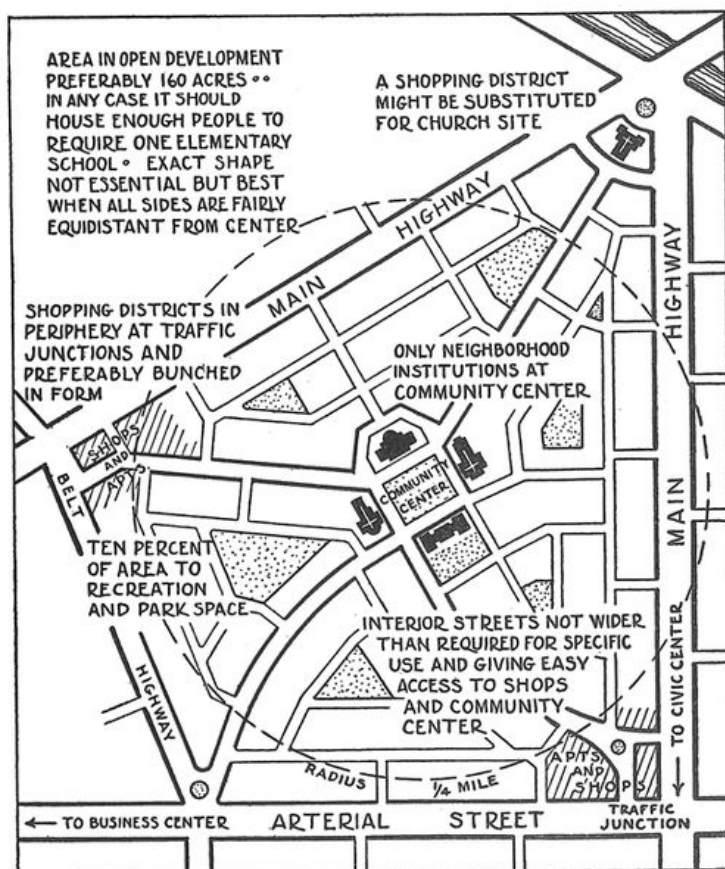 AREA IN OPEN DEVELOPMENT
PREFERABLY 160 ACRES • •
IN ANY CASE IT SHOULD
HOUSE ENOUGH PEOPLE TO
REQUIRE ONE ELEMENTARY
SCHOOL • EXACT SHAPE
NOT ESSENTIAL BUT BEST
WHEN ALL SIDES ARE FAIRLY
EQUIDISTANT FROM CENTER
A SHOPPING DISTRICT
MIGHT BE SUBSTITUTED
FOR CHURCH SITE
MAIN HIGHWAY
HIGHWAY
MAIN
SHOPPING DISTRICTS IN
PERIPHERY AT TRAFFIC
JUNCTIONS AND
PREFERABLY BUNCHED
IN FORM
ONLY NEIGHBORHOOD
INSTITUTIONS AT
COMMUNITY CENTER
SHOPS
AND
APTS
BELT
HIGHWAY
COMMUNITY
CENTER
TEN PERCENT
OF AREA TO
RECREATION
AND PARK SPACE
INTERIOR STREETS NOT WIDER
THAN REQUIRED FOR SPECIFIC
USE AND GIVING EASY
ACCESS TO SHOPS
AND COMMUNITY
CENTER
TO CIVIC CENTER
RADIUS 1/4 MILE
APTS
AND
SHOPS
TRAFFIC
JUNCTION
← TO BUSINESS CENTER
ARTERIAL STREET